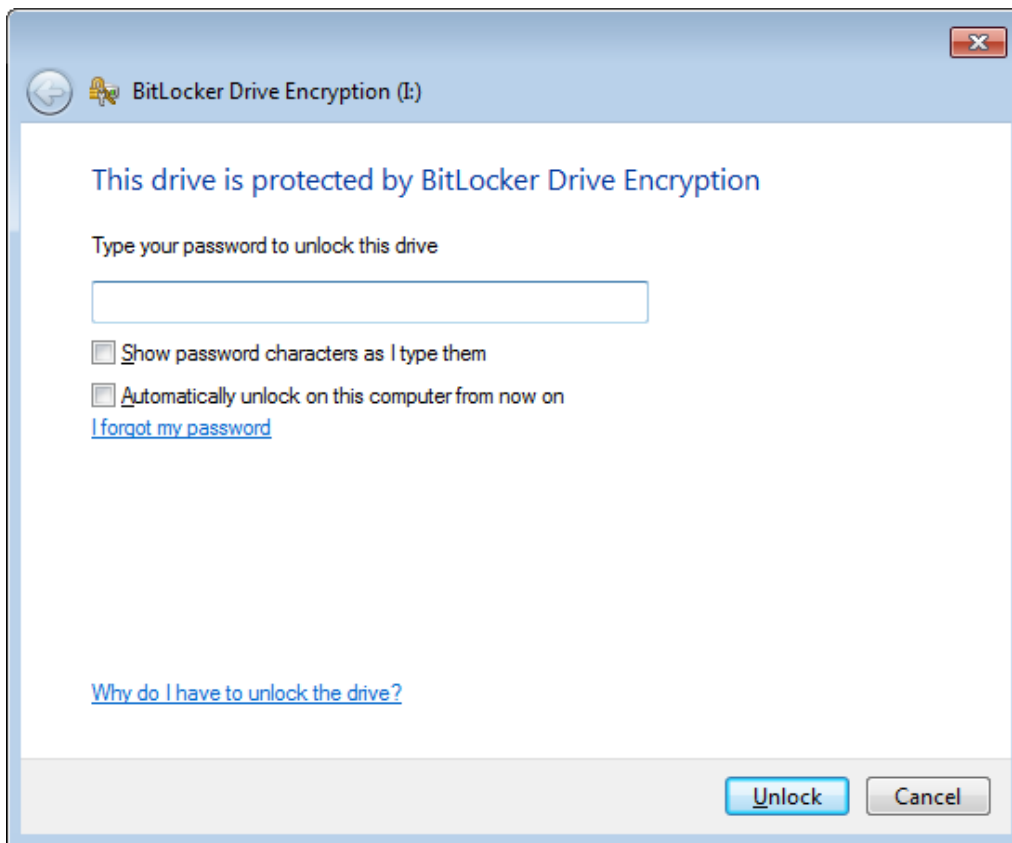 BitLocker Drive Encryption (I:)
This drive is protected by BitLocker Drive Encryption
Type your password to unlock this drive
Show password characters as I type them
Automatically unlock on this computer from now on
I forgot my password
Why do I have to unlock the drive?
Unlock Cancel